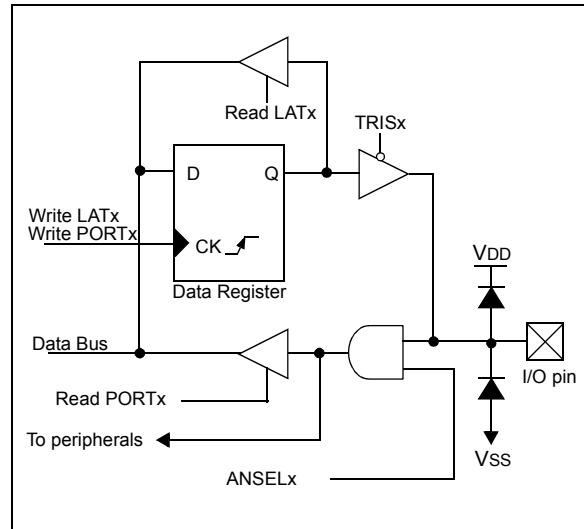 Read LATx
TRISx
D Q
Write LATx
Write PORTx
CK
Data Register
VDD
Data Bus
I/O pin
Read PORTx
To peripherals
VSS
ANSELx